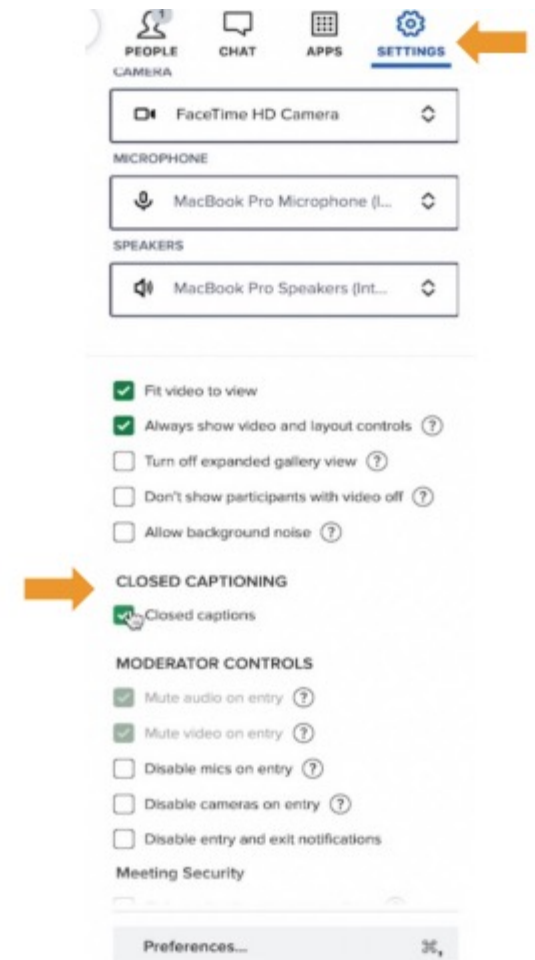 1
PEOPLE CHAT APPS SETTINGS
CAMERA
FaceTime HD Camera
MICROPHONE
MacBook Pro Microphone (I...
SPEAKERS
MacBook Pro Speakers (Int...
Fit video to view
Always show video and layout controls ?
Turn off expanded gallery view ?
Don't show participants with video off ?
Allow background noise ?
CLOSED CAPTIONING
Closed captions
MODERATOR CONTROLS
Mute audio on entry ?
Mute video on entry ?
Disable mics on entry ?
Disable cameras on entry ?
Disable entry and exit notifications
Meeting Security
Preferences... ⌘,